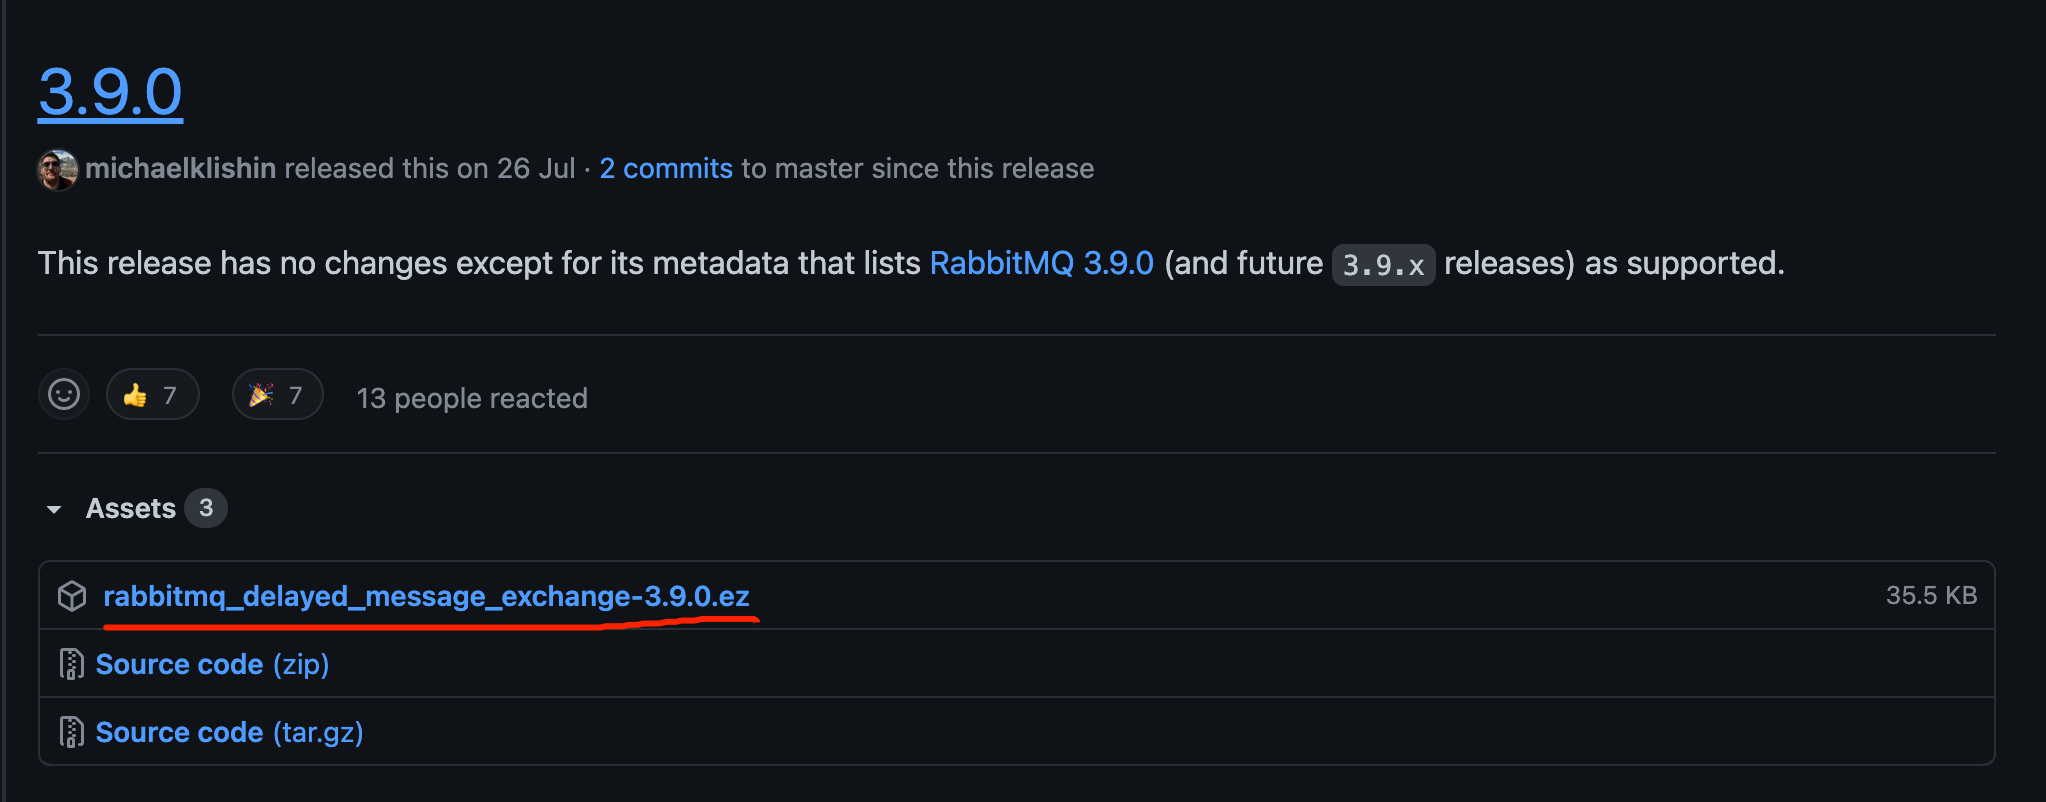 3.9.0
michaelklishin released this on 26 Jul · 2 commits to master since this release
This release has no changes except for its metadata that lists RabbitMQ 3.9.0 (and future 3.9.x releases) as supported.
👍 7 🎉 7 13 people reacted
Assets 3
rabbitmq_delayed_message_exchange-3.9.0.ez 35.5 KB
Source code (zip)
Source code (tar.gz)